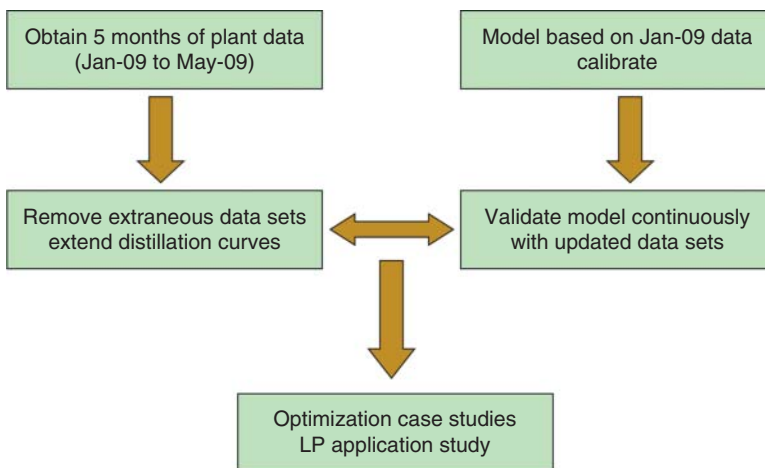 Obtain 5 months of plant data
(Jan-09 to May-09)
Model based on Jan-09 data
calibrate
Remove extraneous data sets
extend distillation curves
Validate model continuously
with updated data sets
Optimization case studies
LP application study